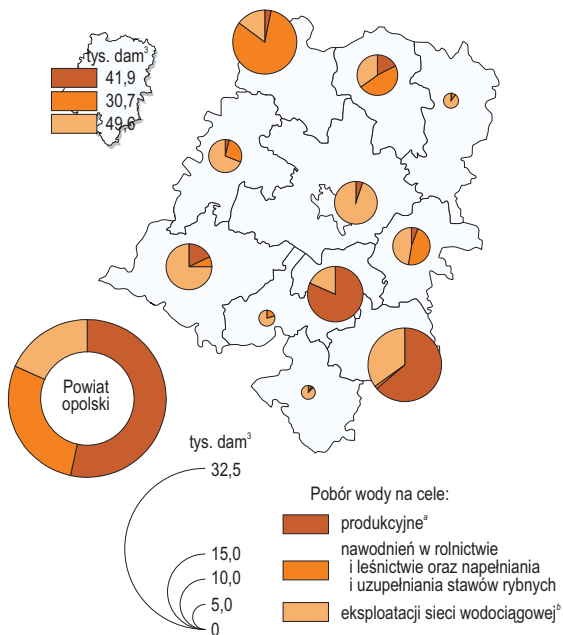 tys. dam³
41,9
30,7
49,6
Powiat
opolski
tys. dam³
32,5
15,0
10,0
5,0
0
Pobór wody na cele:
produkcyjneᵃ
nawodnień w rolnictwie
i leśnictwie oraz napełniania
i uzupełniania stawów rybnych
eksploatacji sieci wodociągowejᵇ